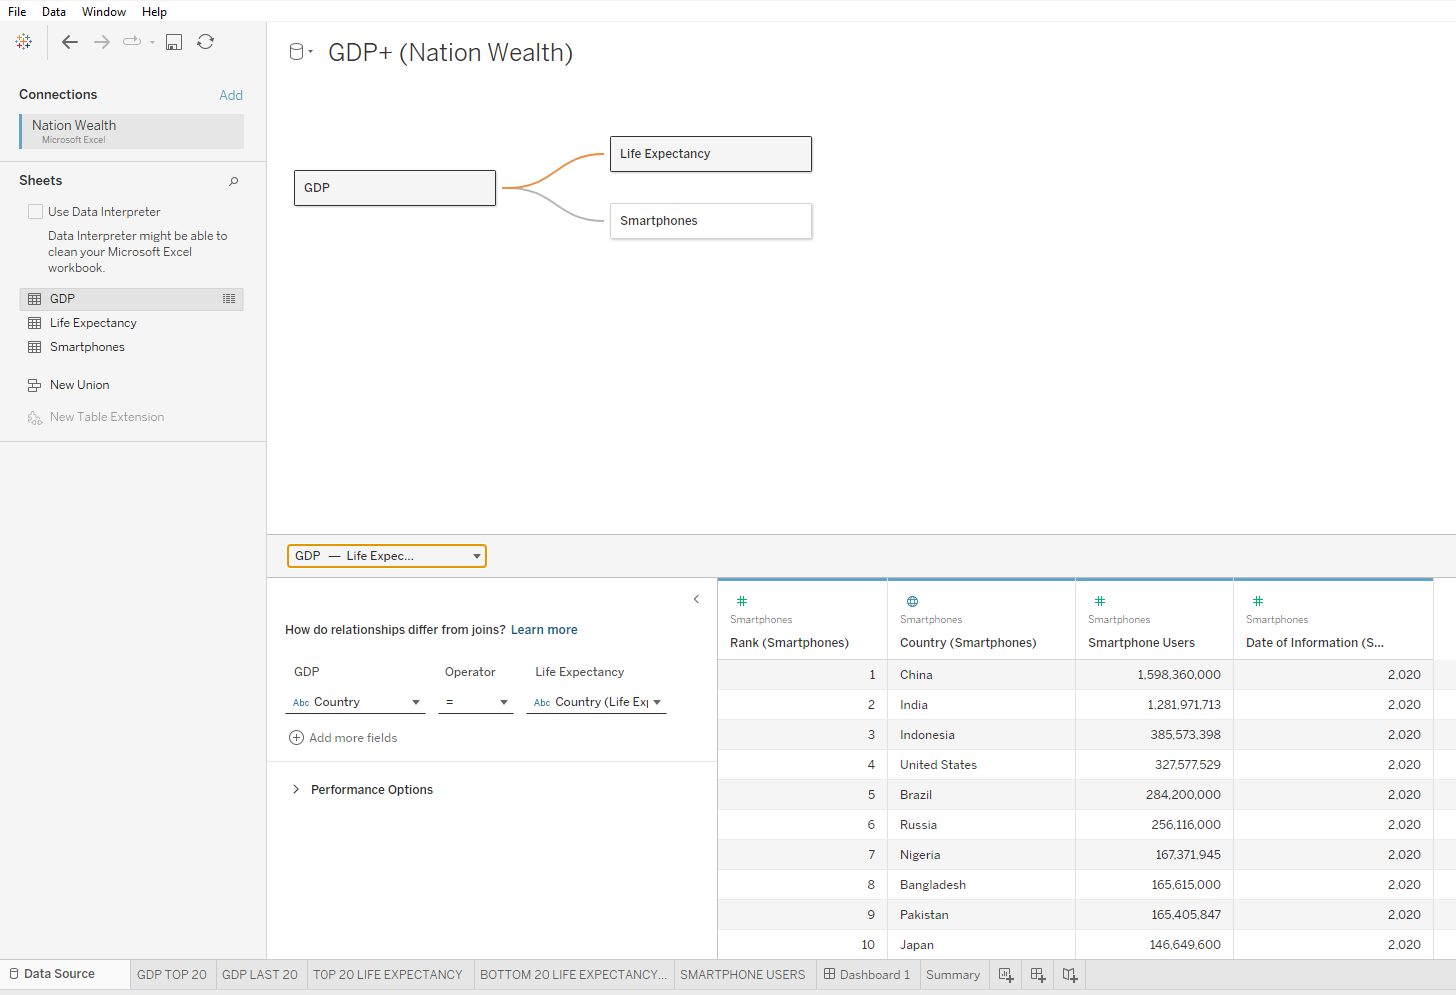 File Data Window Help
GDP+ (Nation Wealth)
Connections Add
Nation Wealth
Microsoft Excel
Sheets
Use Data Interpreter
Data Interpreter might be able to
clean your Microsoft Excel
workbook.
GDP
Life Expectancy
Smartphones
New Union
New Table Extension
GDP
Life Expectancy
Smartphones
GDP — Life Expec...
How do relationships differ from joins? Learn more
GDP Operator Life Expectancy
Abc Country = Abc Country (Life Ex
Add more fields
Performance Options
Smartphones Smartphones Smartphones Smartphones
Rank (Smartphones) Country (Smartphones) Smartphone Users Date of Information (S...
1 China 1,598,360,000 2,020
2 India 1,281,971,713 2,020
3 Indonesia 385,573,398 2,020
4 United States 327,577,529 2,020
5 Brazil 284,200,000 2,020
6 Russia 256,116,000 2,020
7 Nigeria 167,371,945 2,020
8 Bangladesh 165,615,000 2,020
9 Pakistan 165,405,847 2,020
10 Japan 146,649,600 2,020
Data Source GDP TOP 20 GDP LAST 20 TOP 20 LIFE EXPECTANCY BOTTOM 20 LIFE EXPECTANCY... SMARTPHONE USERS Dashboard 1 Summary